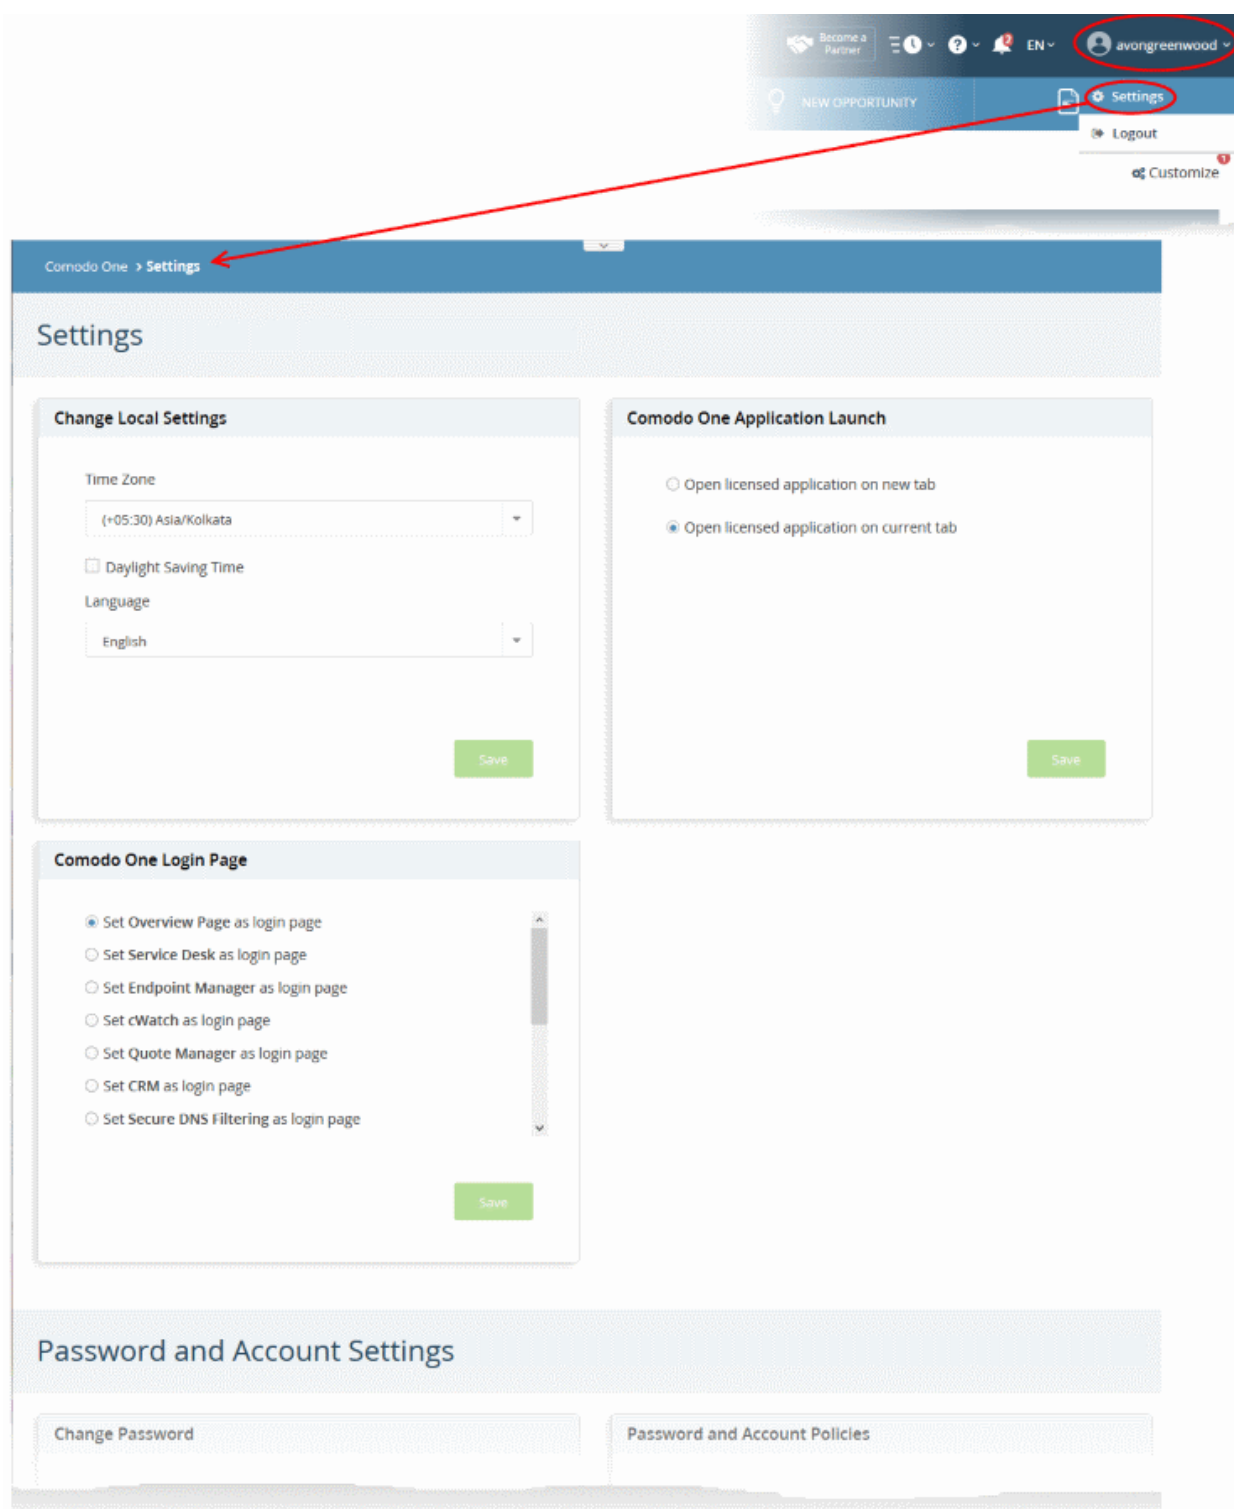 Become a
Partner
EN
avongreenwood
2
NEW OPPORTUNITY
Settings
Logout
1
Customize
Comodo One > Settings
Settings
Change Local Settings
Time Zone
(+05:30) Asia/Kolkata
Daylight Saving Time
Language
English
Save
Comodo One Application Launch
Open licensed application on new tab
Open licensed application on current tab
Save
Comodo One Login Page
Set Overview Page as login page
Set Service Desk as login page
Set Endpoint Manager as login page
Set cWatch as login page
Set Quote Manager as login page
Set CRM as login page
Set Secure DNS Filtering as login page
Save
Password and Account Settings
Change Password
Password and Account Policies